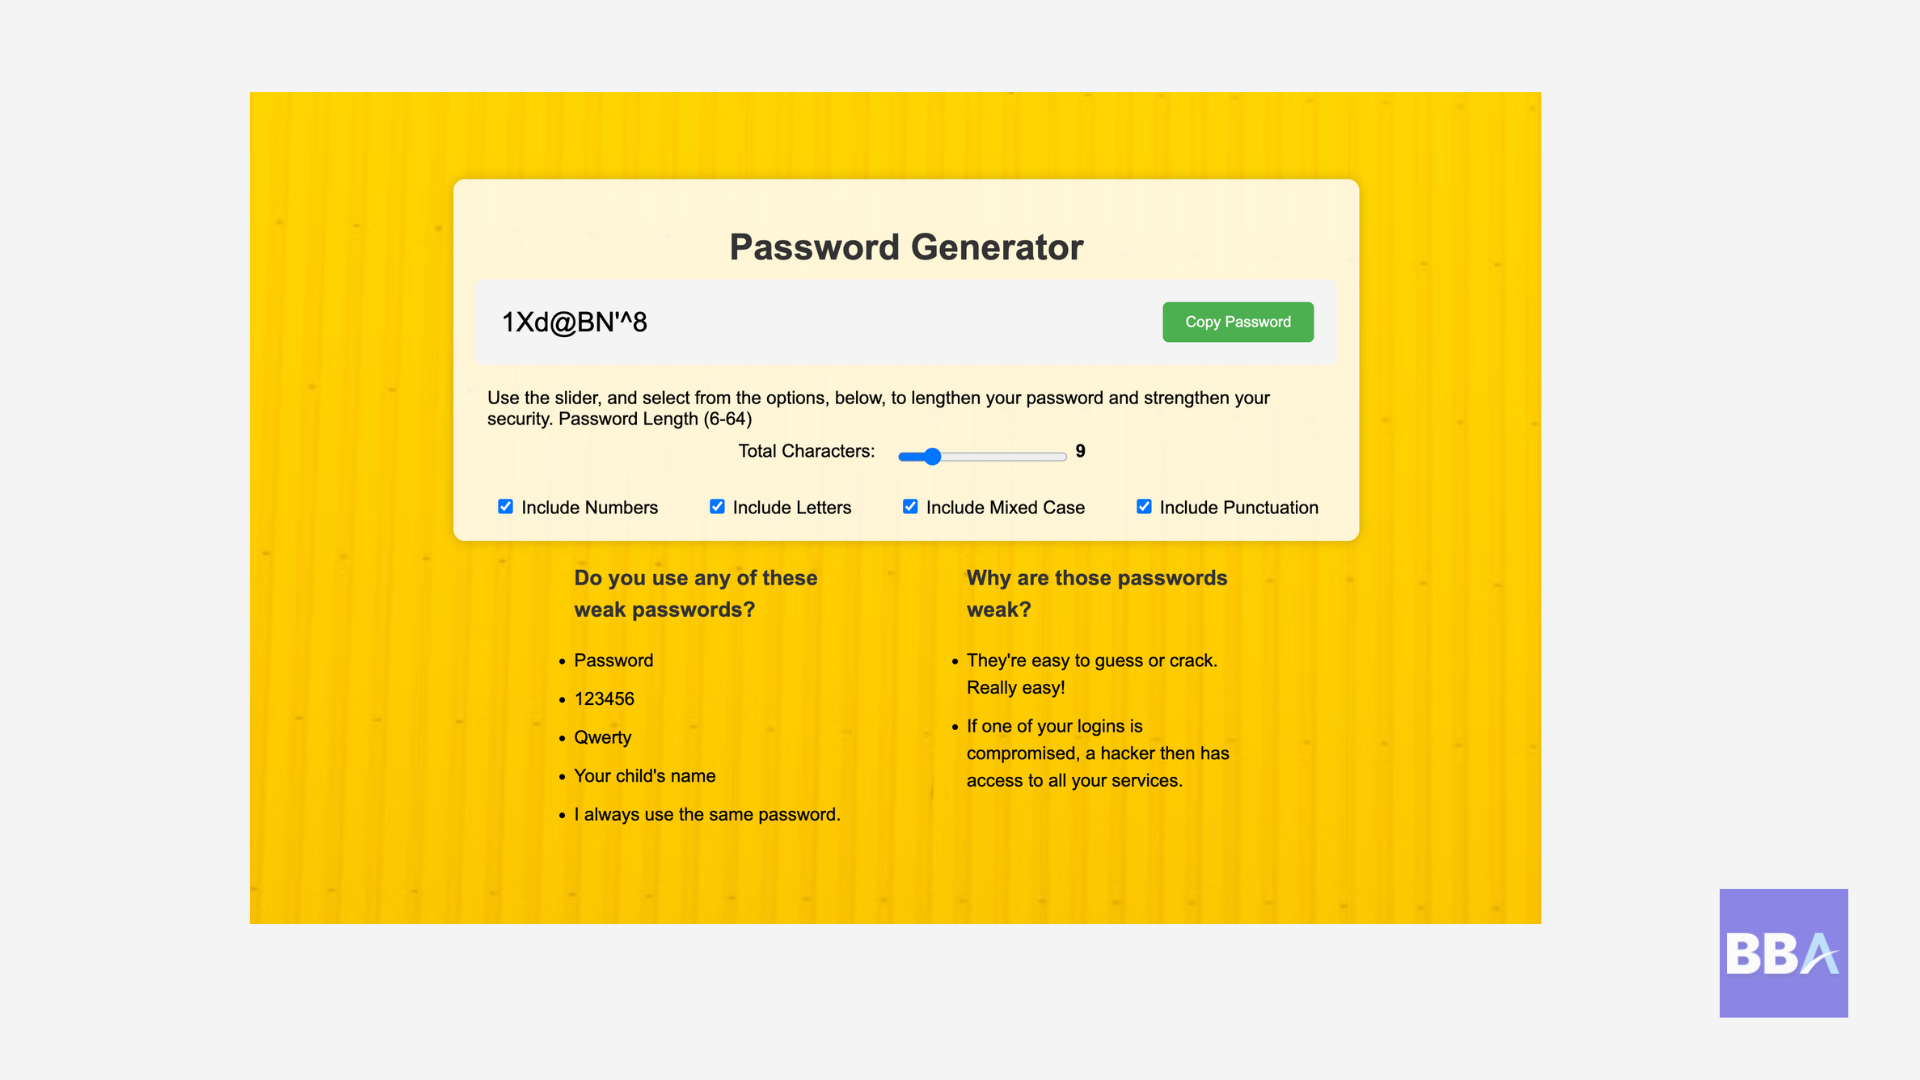 Password Generator
1Xd@BN'^8
Copy Password
Use the slider, and select from the options, below, to lengthen your password and strengthen your
security. Password Length (6-64)
Total Characters: 9
Include Numbers Include Letters Include Mixed Case Include Punctuation
Do you use any of these
weak passwords?
• Password
• 123456
• Qwerty
• Your child's name
• I always use the same password.
Why are those passwords
weak?
• They're easy to guess or crack.
Really easy!
• If one of your logins is
compromised, a hacker then has
access to all your services.
BBA